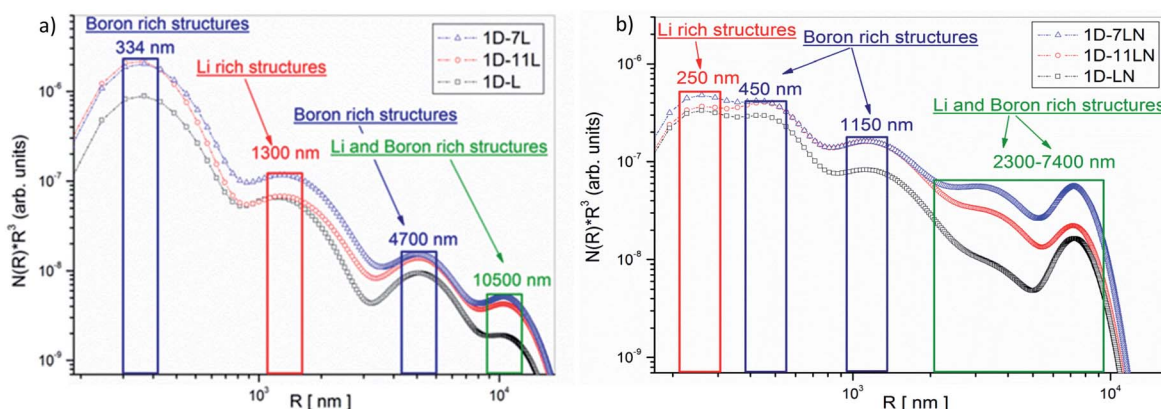 a)
Boron rich structures
334 nm
Li rich structures
1300 nm
Boron rich structures
4700 nm
Li and Boron rich structures
10500 nm
1D-7L
1D-11L
1D-L
N(R)*R³ (arb. units)
10⁻⁶
10⁻⁷
10⁻⁸
10⁻⁹
10³
10⁴
R [ nm ]
b)
Li rich structures
250 nm
Boron rich structures
450 nm
1150 nm
Li and Boron rich structures
2300-7400 nm
1D-7LN
1D-11LN
1D-LN
N(R)*R³ (arb. units)
10⁻⁶
10⁻⁷
10⁻⁸
10⁻⁹
10³
10⁴
R [ nm ]